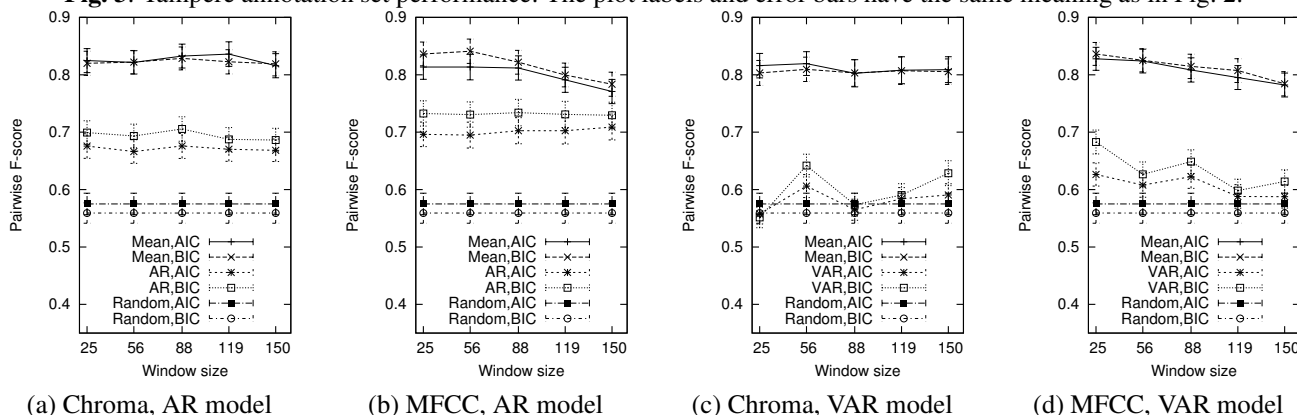 Fig. 3. Tampere annotation set performance. The plot labels and error bars have the same meaning as in Fig. 2.
Pairwise F-score
0.9
0.8
0.7
0.6
0.5
0.4
Mean,AIC
Mean,BIC
AR,AIC
AR,BIC
Random,AIC
Random,BIC
25 56 88 119 150
Window size
(a) Chroma, AR model
Pairwise F-score
0.9
0.8
0.7
0.6
0.5
0.4
Mean,AIC
Mean,BIC
AR,AIC
AR,BIC
Random,AIC
Random,BIC
25 56 88 119 150
Window size
(b) MFCC, AR model
Pairwise F-score
0.9
0.8
0.7
0.6
0.5
0.4
Mean,AIC
Mean,BIC
VAR,AIC
VAR,BIC
Random,AIC
Random,BIC
25 56 88 119 150
Window size
(c) Chroma, VAR model
Pairwise F-score
0.9
0.8
0.7
0.6
0.5
0.4
Mean,AIC
Mean,BIC
VAR,AIC
VAR,BIC
Random,AIC
Random,BIC
25 56 88 119 150
Window size
(d) MFCC, VAR model